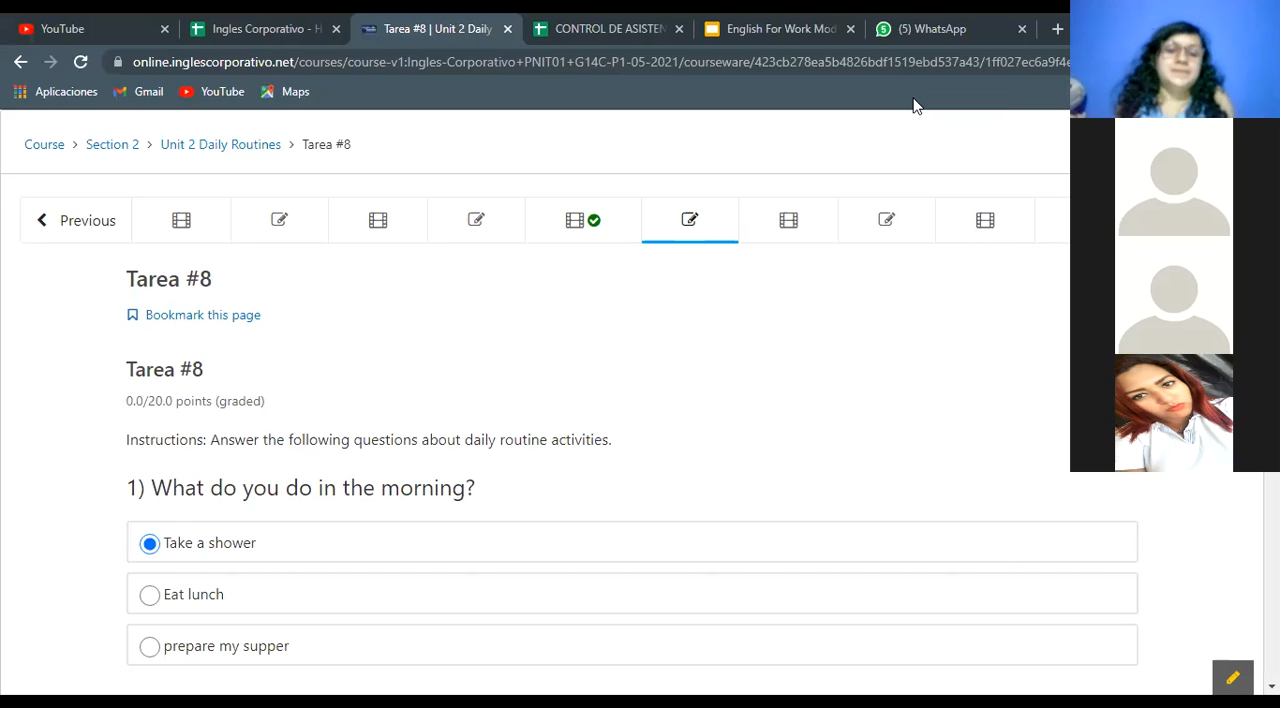 YouTube
Ingles Corporativo - H
Tarea #8 | Unit 2 Daily
CONTROL DE ASISTEN
English For Work Mod
(5) WhatsApp
online.inglescorporativo.net/courses/course-v1:Ingles-Corporativo+PNIT01+G14C-P1-05-2021/courseware/423cb278ea5b4826bdf1519ebd537a43/1ff027ec6a9f4e
Aplicaciones
Gmail
YouTube
Maps
Course > Section 2 > Unit 2 Daily Routines > Tarea #8
Previous
Tarea #8
Bookmark this page
Tarea #8
0.0/20.0 points (graded)
Instructions: Answer the following questions about daily routine activities.
1) What do you do in the morning?
Take a shower
Eat lunch
prepare my supper